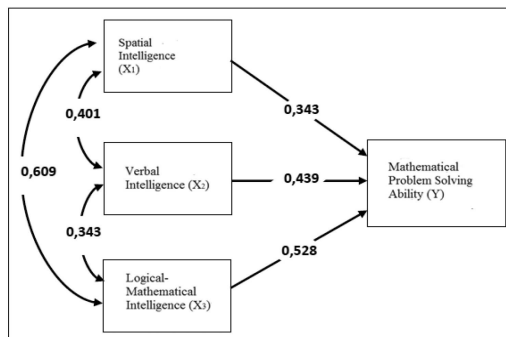 Spatial
Intelligence
(X₁)
0,401
0,343
0,609
Verbal
Intelligence (X₂)
0,439
Mathematical
Problem Solving
Ability (Y)
0,343
0,528
Logical-
Mathematical
Intelligence (X₃)